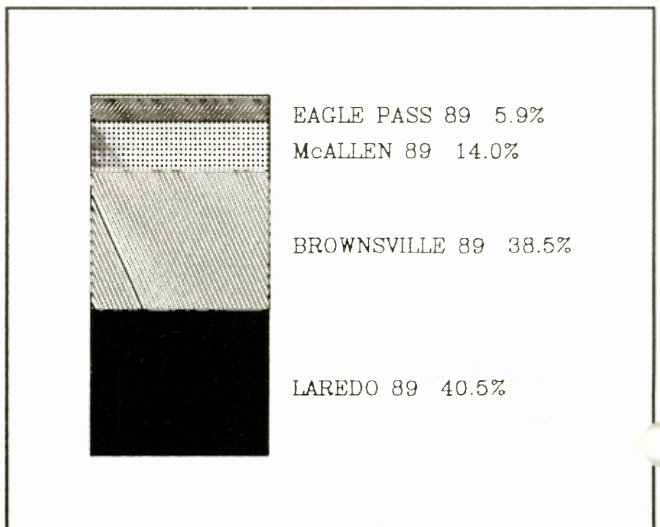 EAGLE PASS 89 5.9%
McALLEN 89 14.0%
BROWNSVILLE 89 38.5%
LAREDO 89 40.5%